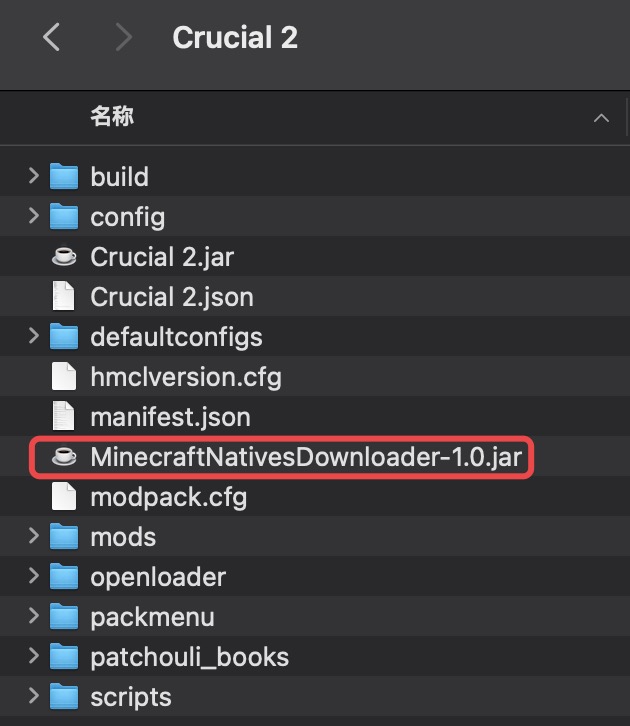 Crucial 2
名称
build
config
Crucial 2.jar
Crucial 2.json
defaultconfigs
hmclversion.cfg
manifest.json
MinecraftNativesDownloader-1.0.jar
modpack.cfg
mods
openloader
packmenu
patchouli_books
scripts